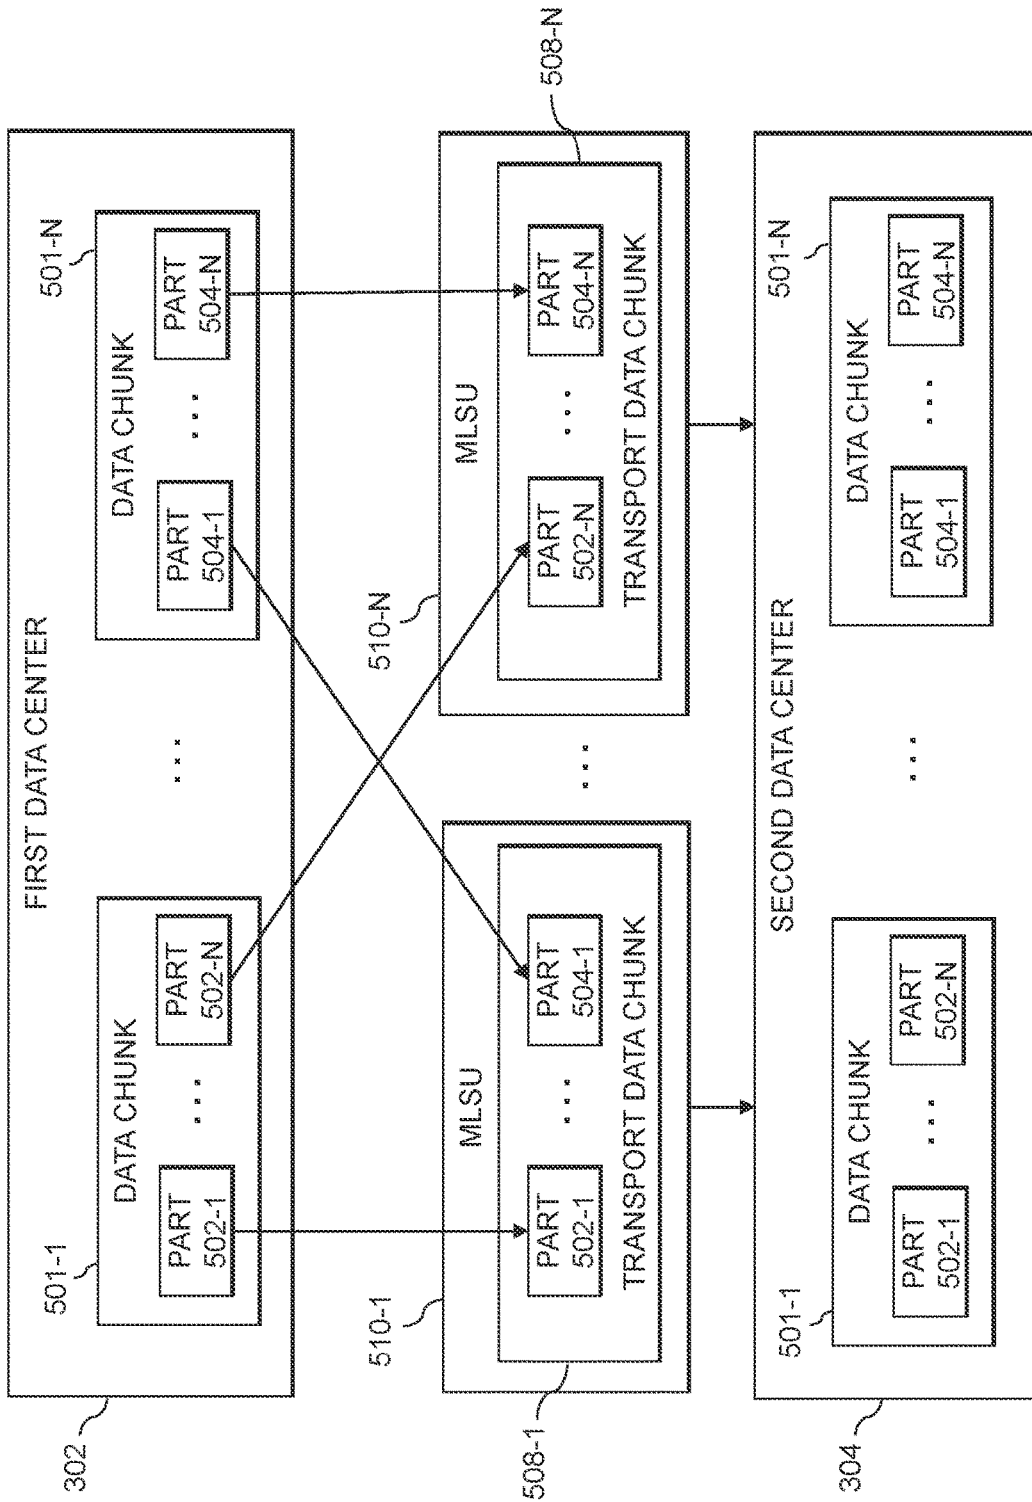 FIRST DATA CENTER
302
501-1
DATA CHUNK
PART
502-1
...
PART
502-N
...
501-N
DATA CHUNK
PART
504-1
...
PART
504-N
510-1
MLSU
508-1
PART
502-1
...
PART
504-1
TRANSPORT DATA CHUNK
...
510-N
MLSU
508-N
PART
502-N
...
PART
504-N
TRANSPORT DATA CHUNK
304
SECOND DATA CENTER
501-1
DATA CHUNK
PART
502-1
...
PART
502-N
...
501-N
DATA CHUNK
PART
504-1
...
PART
504-N